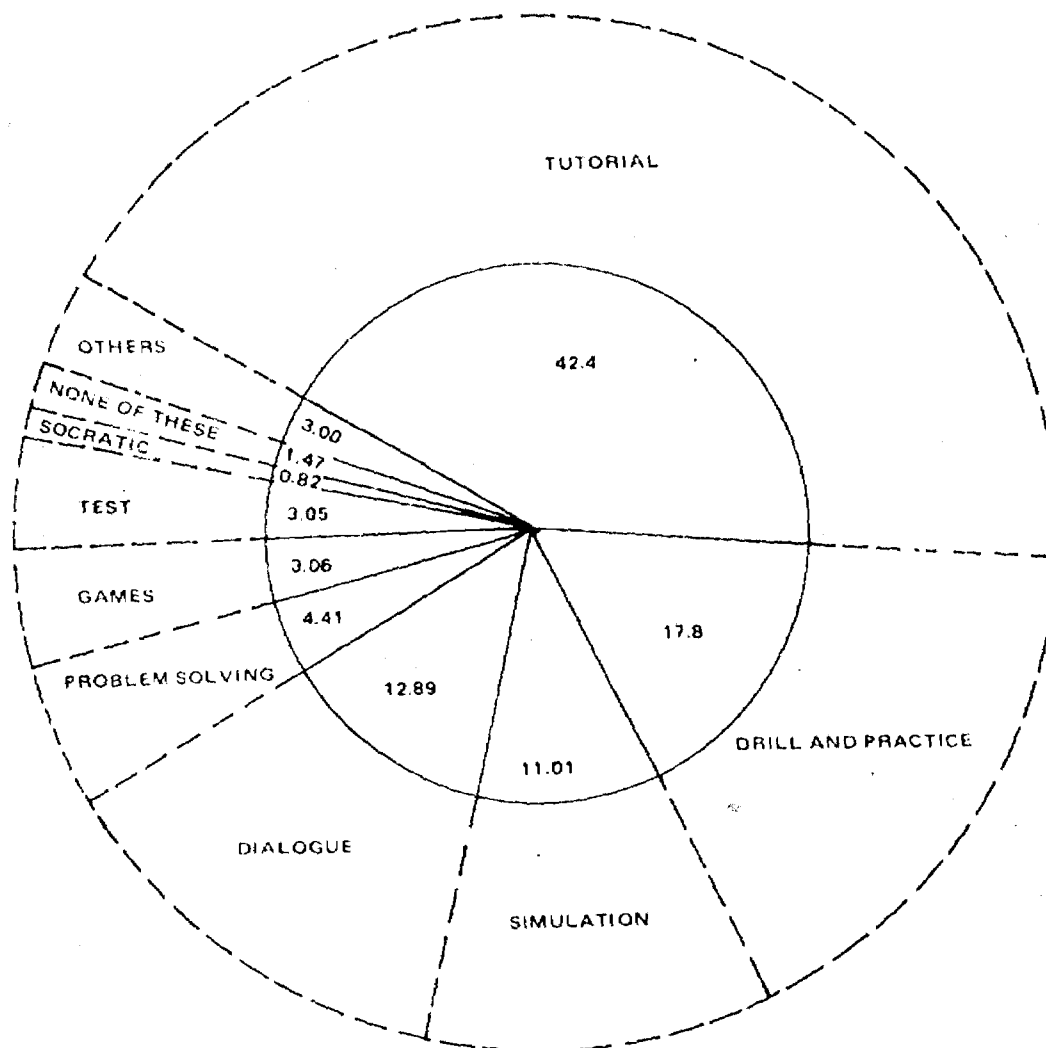 TUTORIAL
42.4
OTHERS
3.00
NONE OF THESE
1.47
SOCRATIC
0.82
TEST
3.05
GAMES
3.06
PROBLEM SOLVING
4.41
12.89
17.8
DRILL AND PRACTICE
11.01
DIALOGUE
SIMULATION